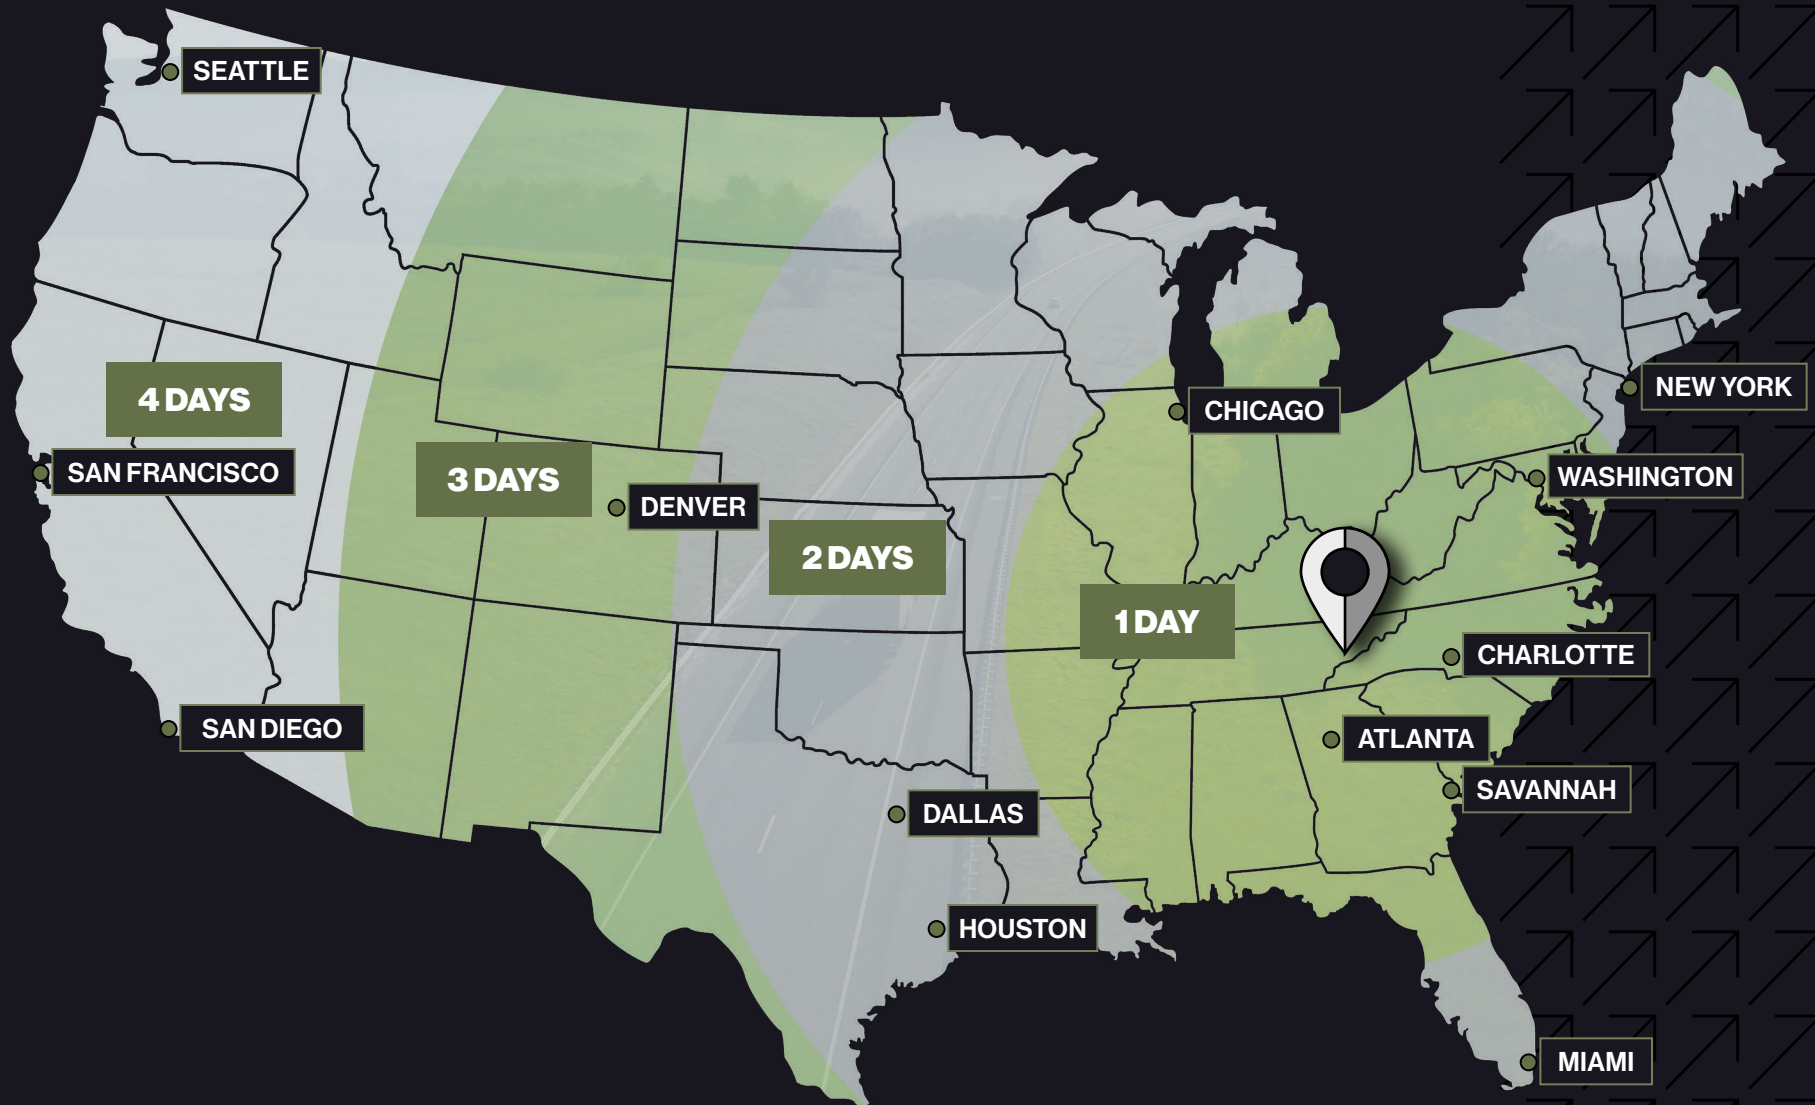 SEATTLE
NEW YORK
4 DAYS
CHICAGO
SAN FRANCISCO
3 DAYS
WASHINGTON
DENVER
2 DAYS
1 DAY
CHARLOTTE
SAN DIEGO
ATLANTA
SAVANNAH
DALLAS
HOUSTON
MIAMI